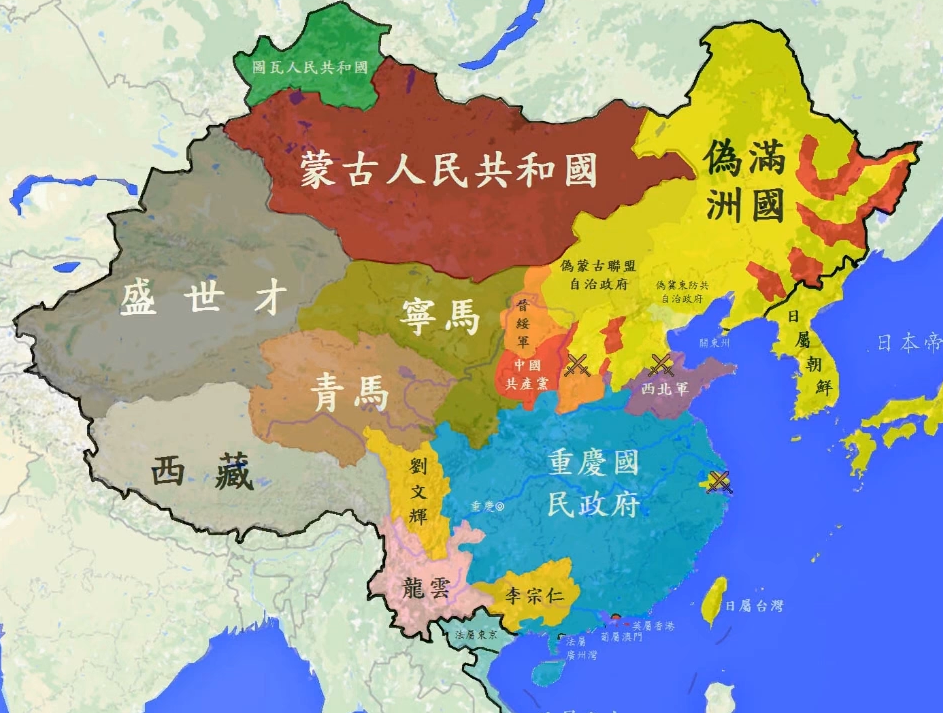 圖瓦人民共和國
蒙古人民共和國
偽滿
洲國
偽蒙古聯盟
自治政府
偽冀東防共
自治政府
盛世才
寧馬
晉
綏
軍
日
屬
朝
鮮
關東州
日本帝
中國
共產黨
青馬
西北軍
西藏
劉
文
輝
重慶國
民政府
重慶
龍雲
李宗仁
日屬台灣
法屬東京
英屬香港
葡屬澳門
法屬
廣州灣